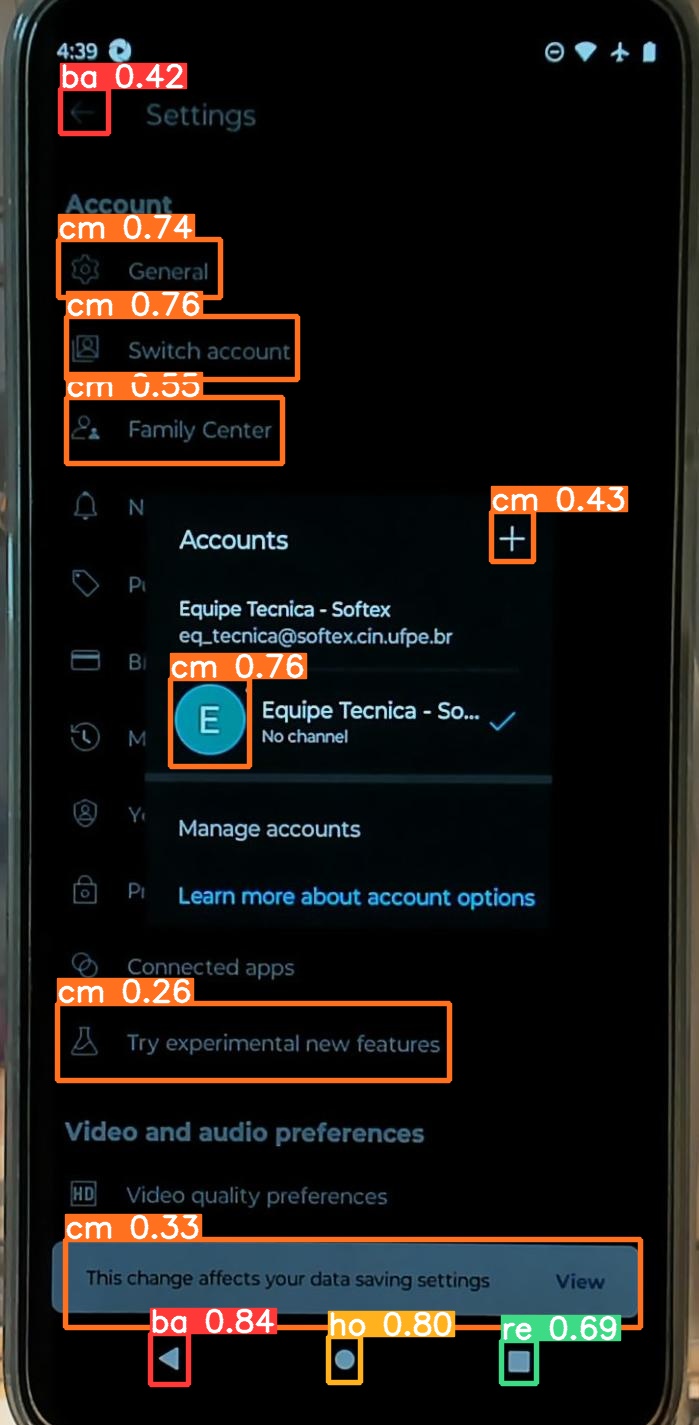 4:39
ba 0.42
Settings
Account
cm 0.74
General
cm 0.76
Switch account
cm 0.55
Family Center
cm 0.43
N
Accounts
Pu
Equipe Tecnica - Softex
eq_tecnica@softex.cin.ufpe.br
Bi
cm 0.76
E
Equipe Tecnica - So...
No channel
M
Yo
Manage accounts
Pr
Learn more about account options
Connected apps
cm 0.26
Try experimental new features
Video and audio preferences
HD Video quality preferences
cm 0.33
This change affects your data saving settings View
ba 0.84 ho 0.80 re 0.69